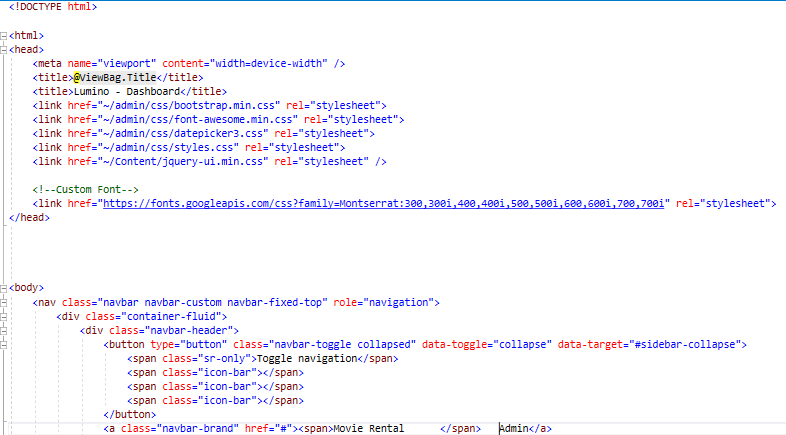 <!DOCTYPE html>
<html>
<head>
<meta name="viewport" content="width=device-width" />
<title>@ViewBag.Title</title>
<title>Lumino - Dashboard</title>
<link href="~/admin/css/bootstrap.min.css" rel="stylesheet">
<link href="~/admin/css/font-awesome.min.css" rel="stylesheet">
<link href="~/admin/css/datepicker3.css" rel="stylesheet">
<link href="~/admin/css/styles.css" rel="stylesheet">
<link href="~/Content/jquery-ui.min.css" rel="stylesheet" />
<!--Custom Font-->
<link href="https://fonts.googleapis.com/css?family=Montserrat:300,300i,400,400i,500,500i,600,600i,700,700i" rel="stylesheet">
</head>
<body>
<nav class="navbar navbar-custom navbar-fixed-top" role="navigation">
<div class="container-fluid">
<div class="navbar-header">
<button type="button" class="navbar-toggle collapsed" data-toggle="collapse" data-target="#sidebar-collapse">
<span class="sr-only">Toggle navigation</span>
<span class="icon-bar"></span>
<span class="icon-bar"></span>
<span class="icon-bar"></span>
</button>
<a class="navbar-brand" href="#"><span>Movie Rental      </span>   Admin</a>